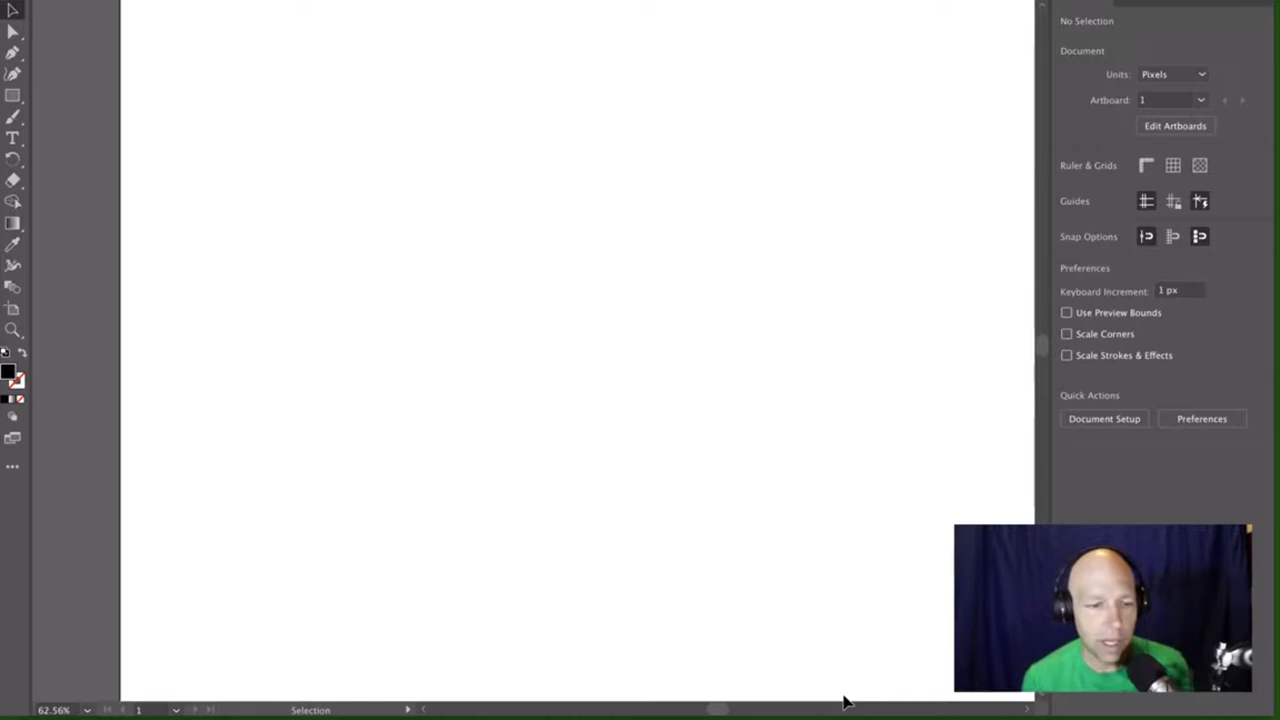 No Selection
Document
Units: Pixels
Artboard: 1
Edit Artboards
Ruler & Grids
Guides
Snap Options
Preferences
Keyboard Increment: 1 px
Use Preview Bounds
Scale Corners
Scale Strokes & Effects
Quick Actions
Document Setup Preferences
62.56% 1 Selection